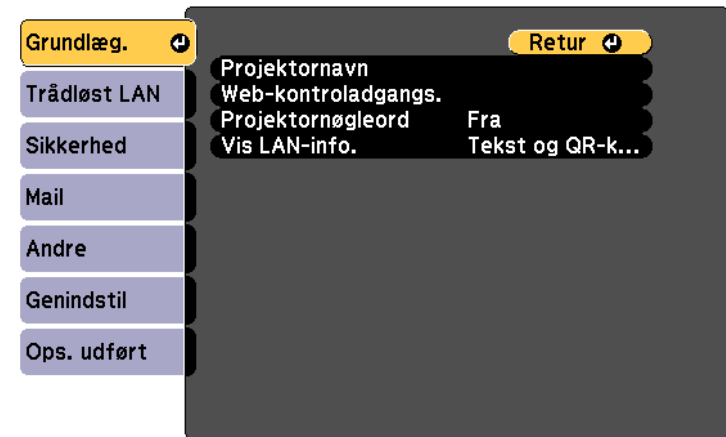 Grundlæg.
Retur
Projektornavn
Trådløst LAN
Web-kontroladgangs.
Projektornøgleord Fra
Sikkerhed
Vis LAN-info. Tekst og QR-k...
Mail
Andre
Genindstil
Ops. udført